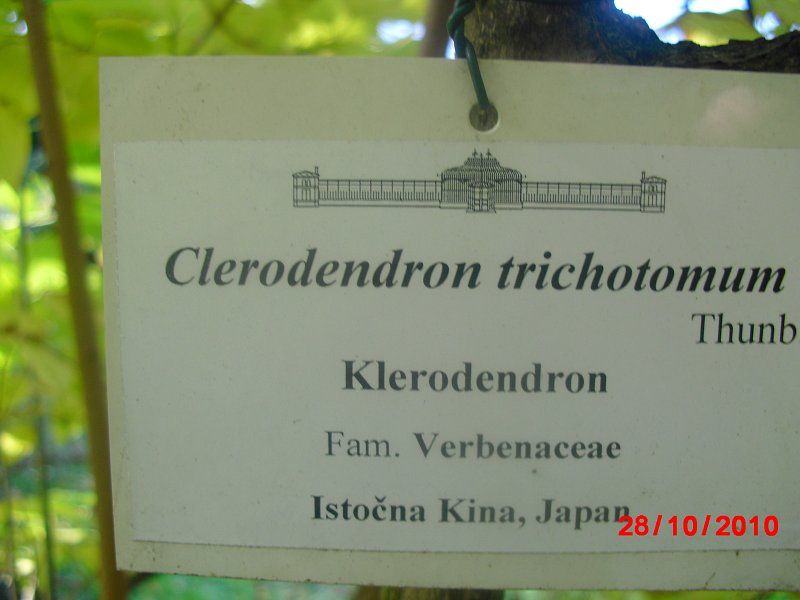 Clerodendron trichotomum
Thunb
Klerodendron
Fam. Verbenaceae
Istočna Kina, Japan
28/10/2010